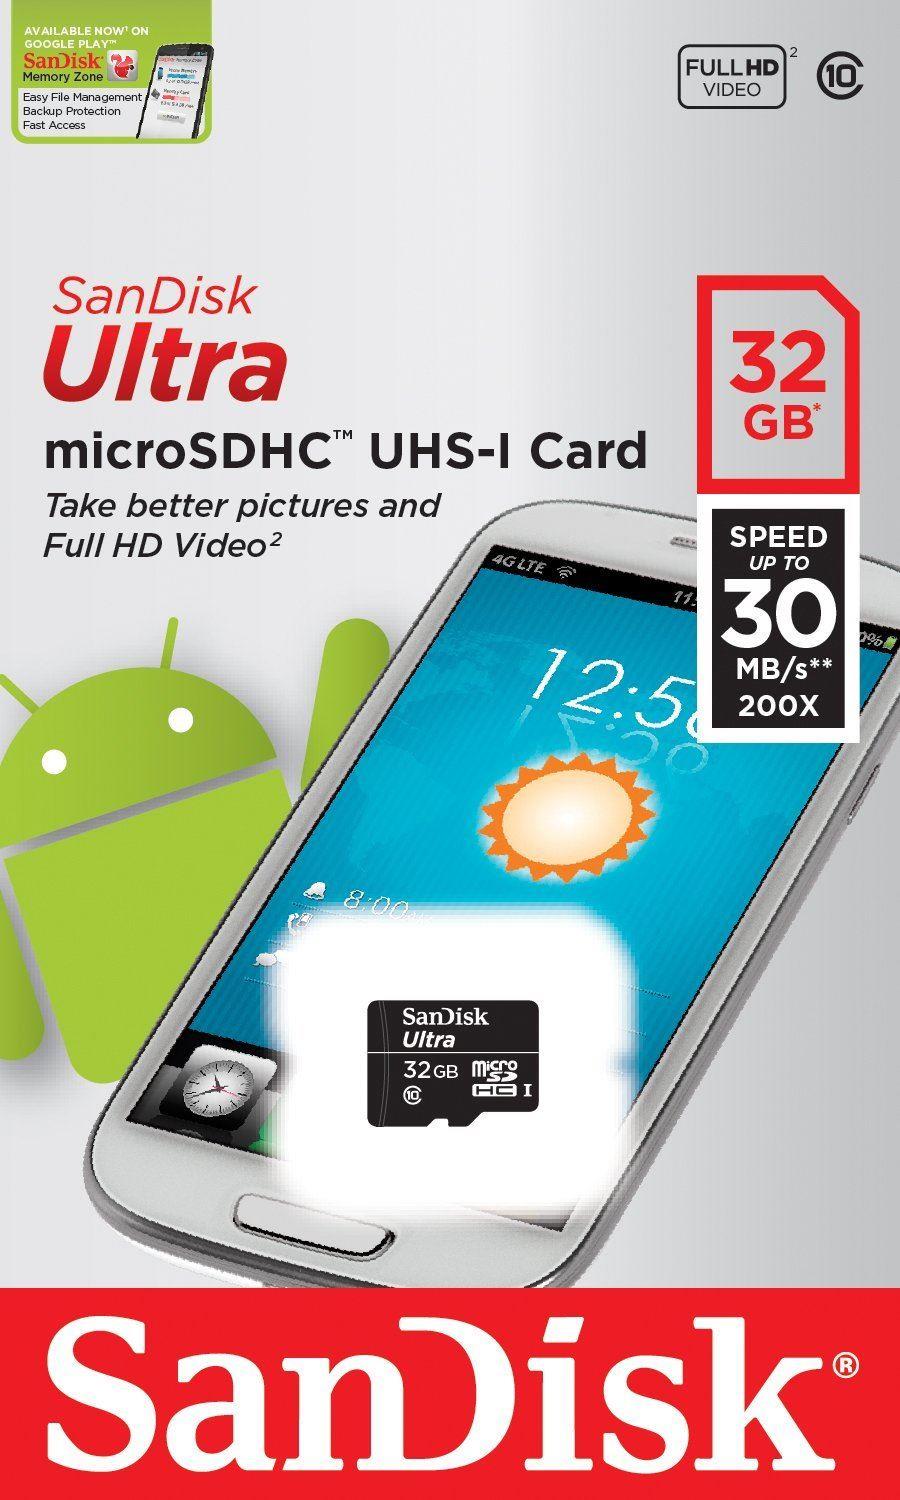 AVAILABLE NOW† ON
GOOGLE PLAY™
SanDisk®
Memory Zone
Easy File Management
Backup Protection
Fast Access
FULL HD
VIDEO
2
10
SanDisk
Ultra
microSDHC™ UHS-I Card
Take better pictures and
Full HD Video2
32
GB*
SPEED
UP TO
30
MB/s**
200X
4G LTE
12:5
8:00
SanDisk
Ultra
32GB
micro
SD
HC I
10
SanDisk®